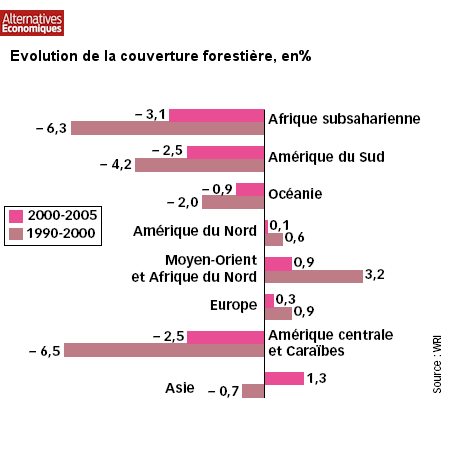 Alternatives
Economiques
Evolution de la couverture forestière, en%
– 3,1
– 6,3
Afrique subsaharienne
– 2,5
– 4,2
Amérique du Sud
– 0,9
– 2,0
Océanie
2000-2005
1990-2000
Amérique du Nord
0,1
0,6
Moyen-Orient
et Afrique du Nord
0,9
3,2
Europe
0,3
0,9
– 2,5
– 6,5
Amérique centrale
et Caraïbes
Asie
1,3
– 0,7
Source : WRI